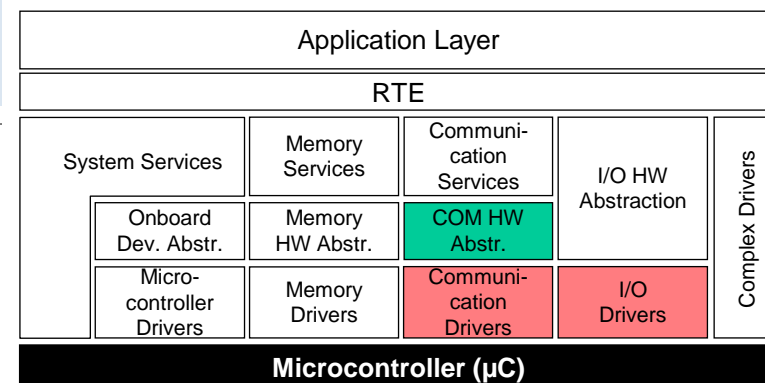 Application Layer
RTE
System Services
Memory
Services
Communi-
cation
Services
I/O HW
Abstraction
Complex Drivers
Onboard
Dev. Abstr.
Memory
HW Abstr.
COM HW
Abstr.
Micro-
controller
Drivers
Memory
Drivers
Communi-
cation
Drivers
I/O
Drivers
Microcontroller (µC)